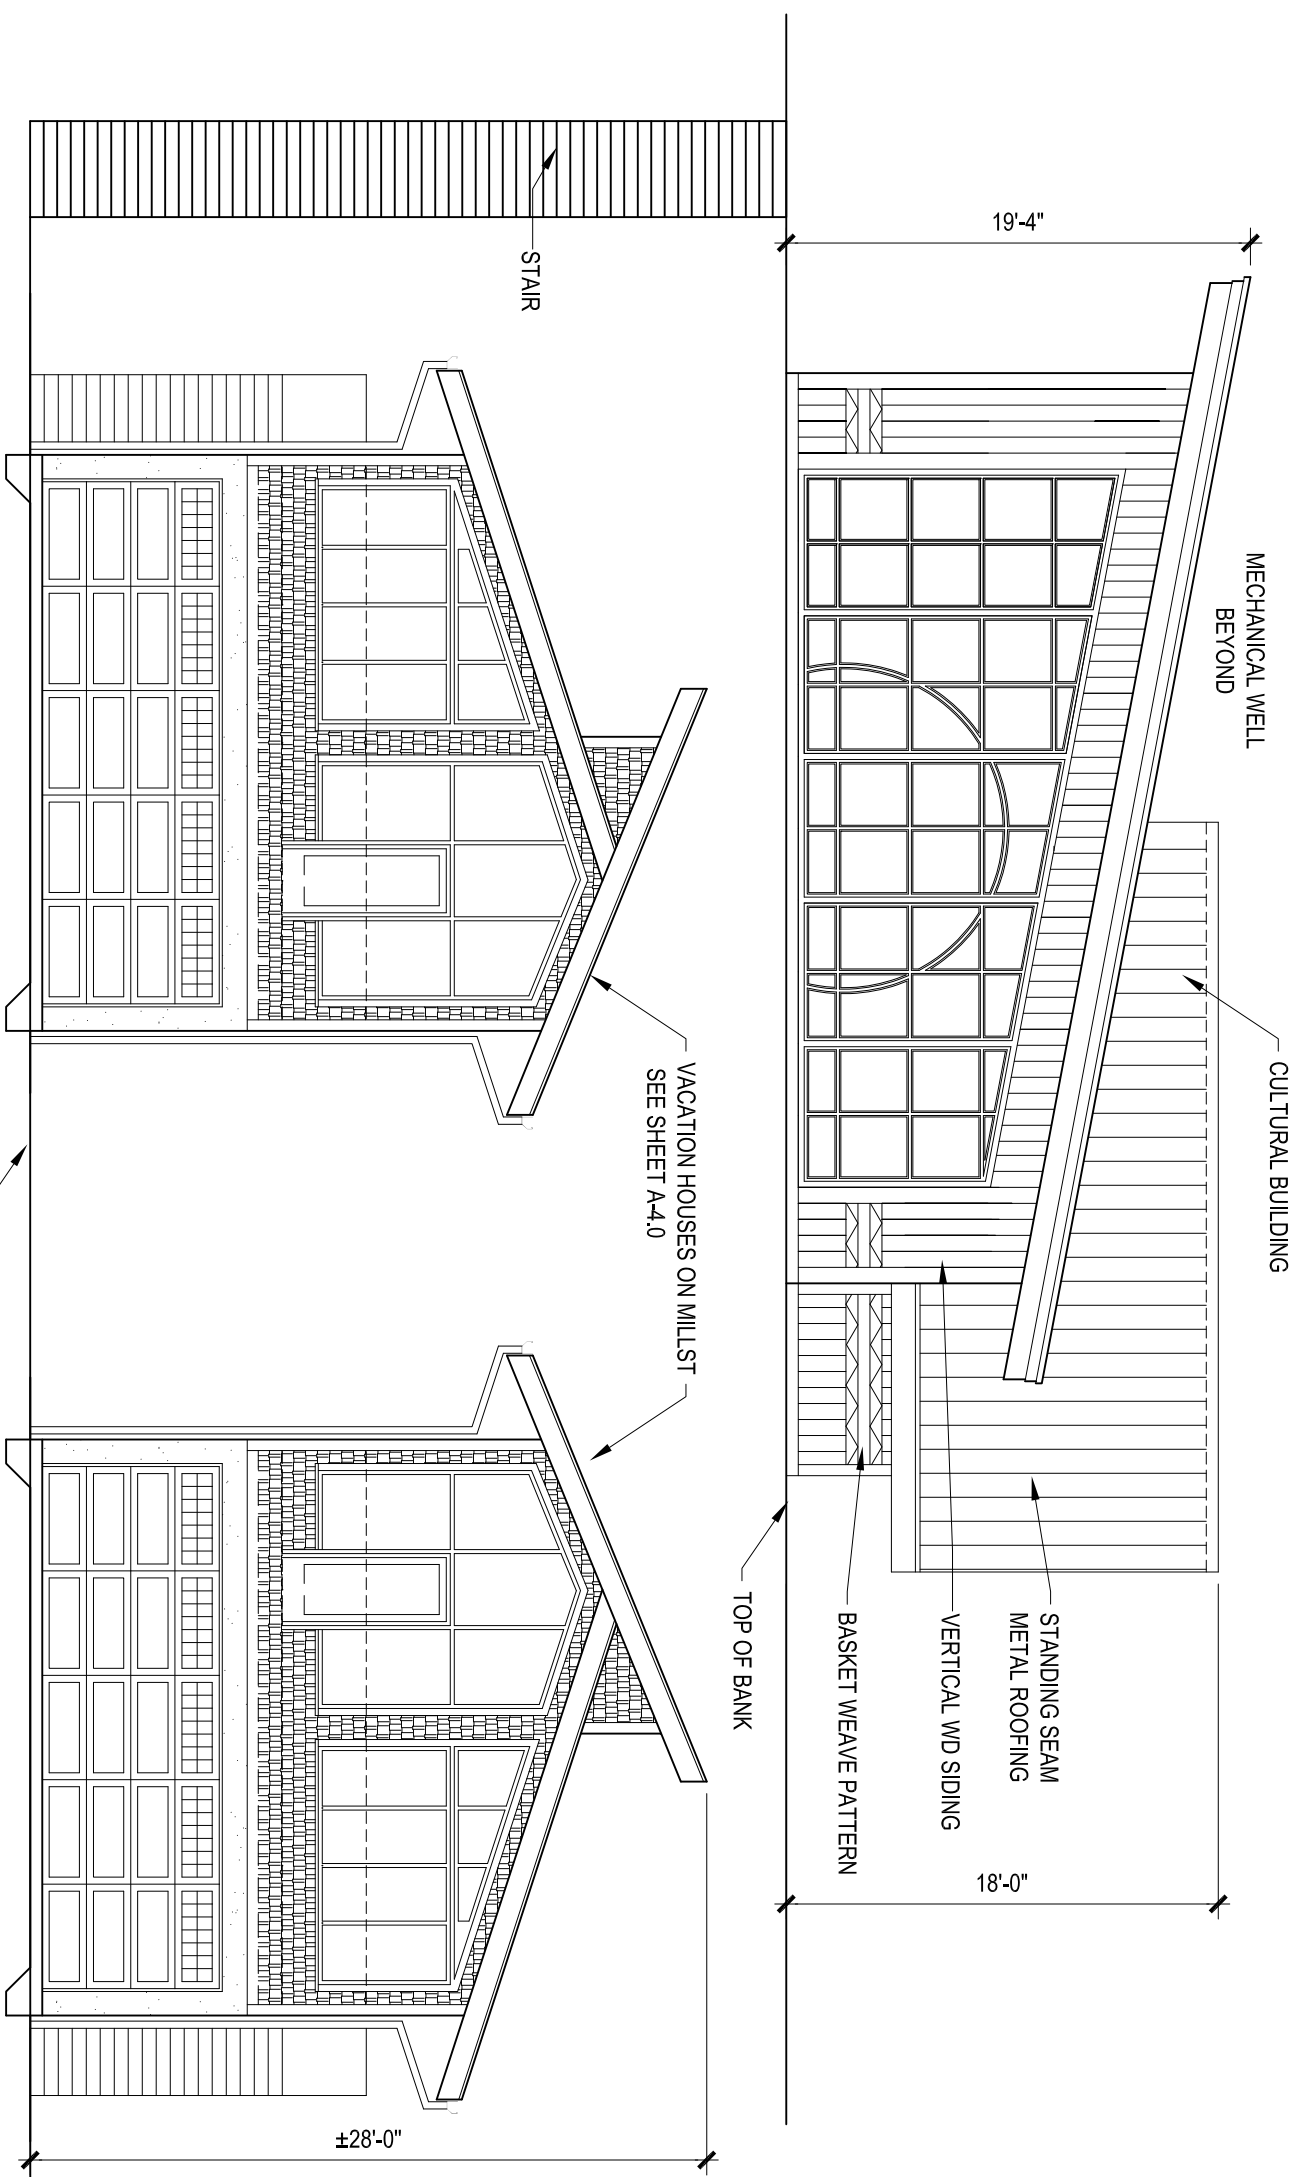 19'-4"
MECHANICAL WELL
BEYOND
CULTURAL BUILDING
STANDING SEAM
METAL ROOFING
VERTICAL WD SIDING
BASKET WEAVE PATTERN
TOP OF BANK
18'-0"
STAIR
VACATION HOUSES ON MILLST
SEE SHEET A-4.0
±28'-0"